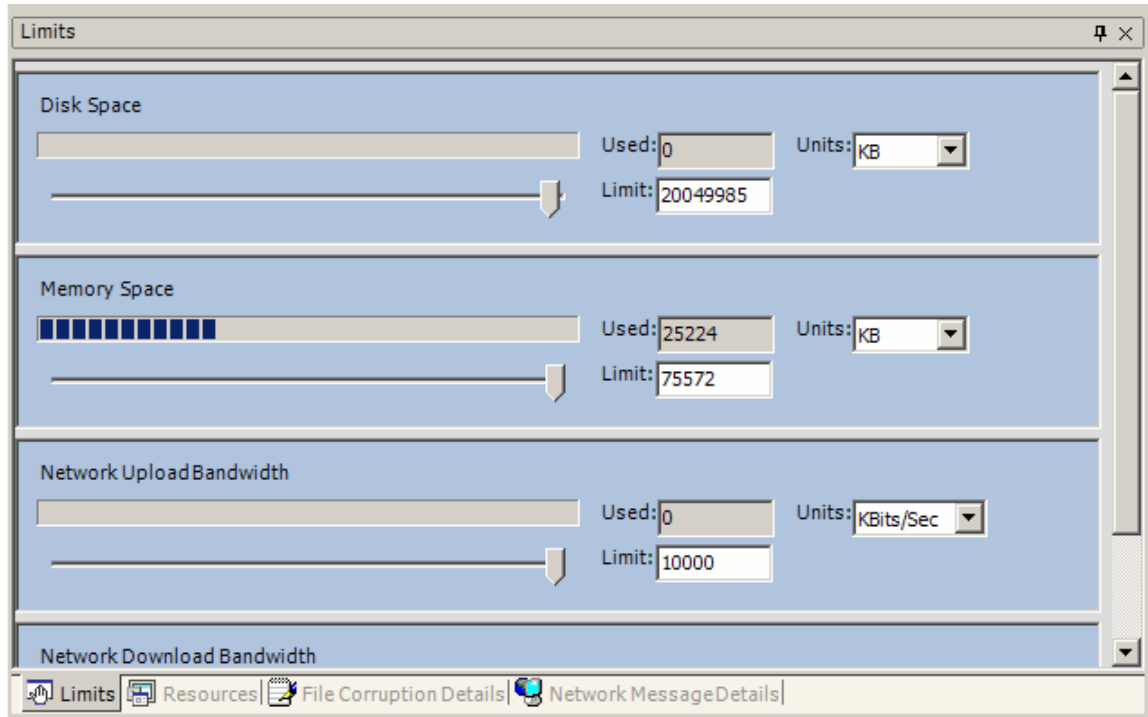 Limits
Disk Space
Used: 0 Units: KB
Limit: 20049985
Memory Space
Used: 25224 Units: KB
Limit: 75572
Network Upload Bandwidth
Used: 0 Units: KBits/Sec
Limit: 10000
Network Download Bandwidth
Limits Resources File Corruption Details Network Message Details